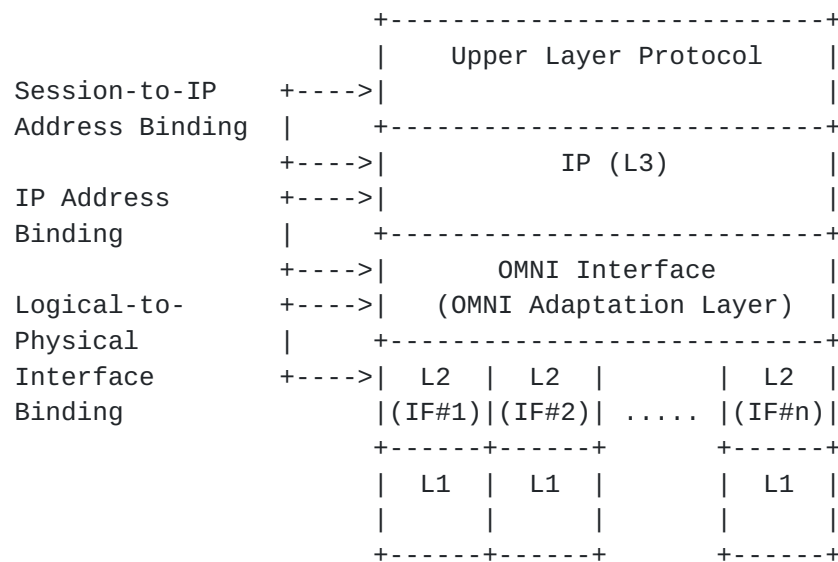 +----------------------------+
|    Upper Layer Protocol    |
Session-to-IP    +---->|                            |
Address Binding  |     +----------------------------+
+---->|           IP (L3)          |
IP Address       +---->|                            |
Binding          |     +----------------------------+
+---->|       OMNI Interface       |
Logical-to-      +---->|   (OMNI Adaptation Layer)  |
Physical         |     +----------------------------+
Interface        +---->|  L2  |  L2  |       |  L2  |
Binding                |(IF#1)|(IF#2)| ..... |(IF#n)|
+------+------+       +------+
|  L1  |  L1  |       |  L1  |
|      |      |       |      |
+------+------+       +------+